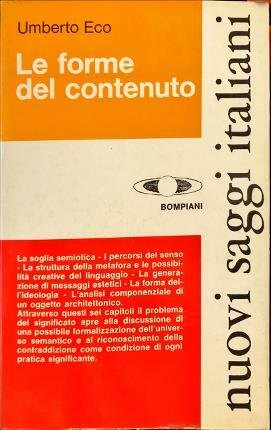 Umberto Eco
Le forme
del contenuto
BOMPIANI
nuovi saggi italiani
La soglia semiotica - I percorsi del senso
- La struttura della metafora e le possibi-
lità creative del linguaggio - La genera-
zione di messaggi estetici - La forma del-
l'ideologia - L'analisi componenziale di
un oggetto architettonico.
Attraverso questi sei capitoli il problema
del significato apre alla discussione di
una possibile formalizzazione dell'univer-
so semantico e al riconoscimento della
contraddizione come condizione di ogni
pratica significante.